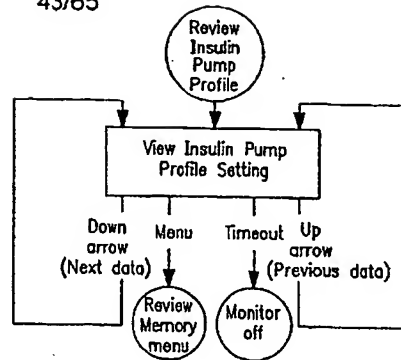 43/65
Review
Insulin
Pump
Profile
View Insulin Pump
Profile Setting
Down
arrow
(Next data)
Menu
Timeout
Up
arrow
(Previous data)
Review
Memory
menu
Monitor
off